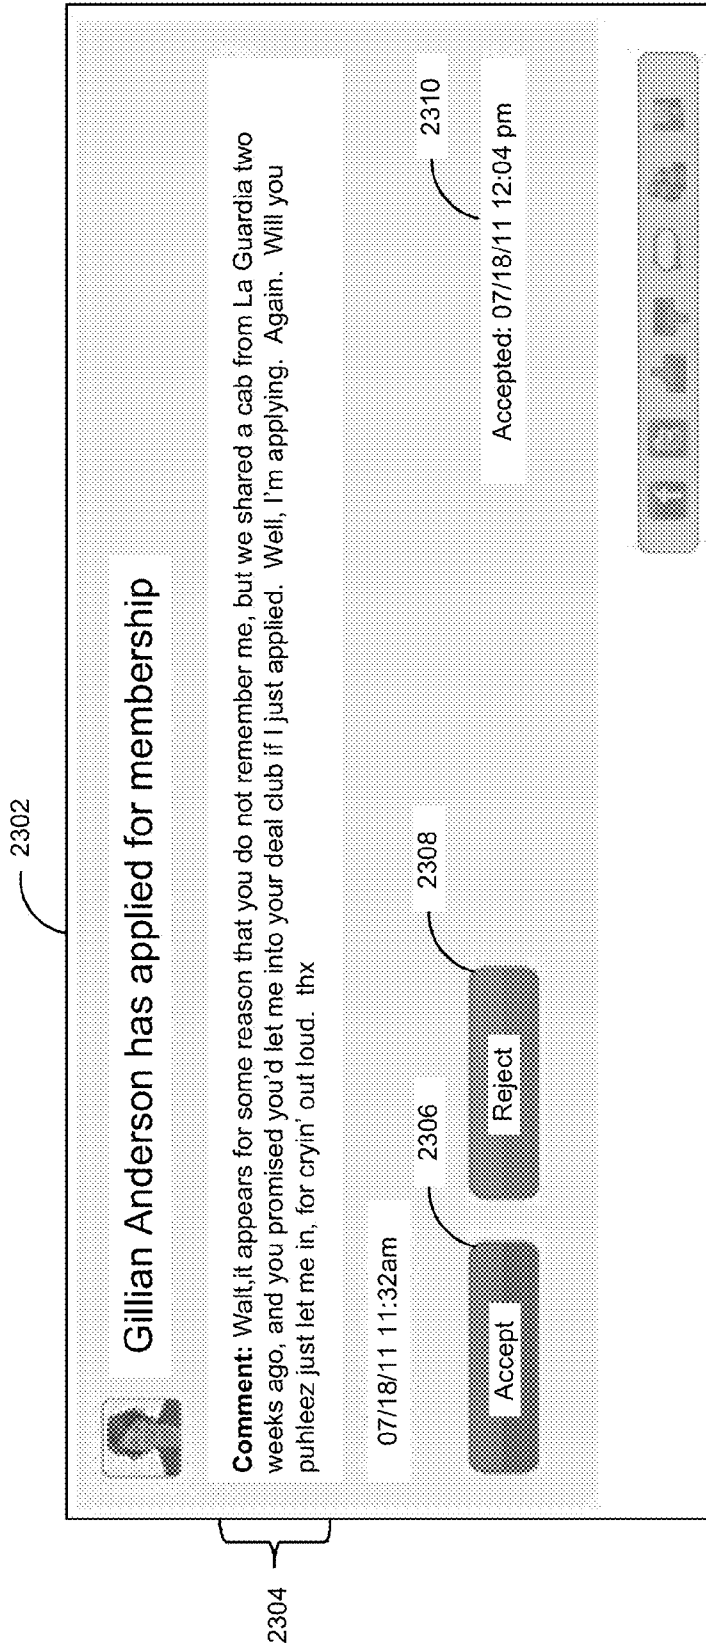 2302
Gillian Anderson has applied for membership
2304
Comment: Wait,it appears for some reason that you do not remember me, but we shared a cab from La Guardia two
weeks ago, and you promised you'd let me into your deal club if I just applied. Well, I'm applying. Again. Will you
puhleez just let me in, for cryin' out loud. thx
07/18/11 11:32am
2306
2308
2310
Accept
Reject
Accepted: 07/18/11 12:04 pm